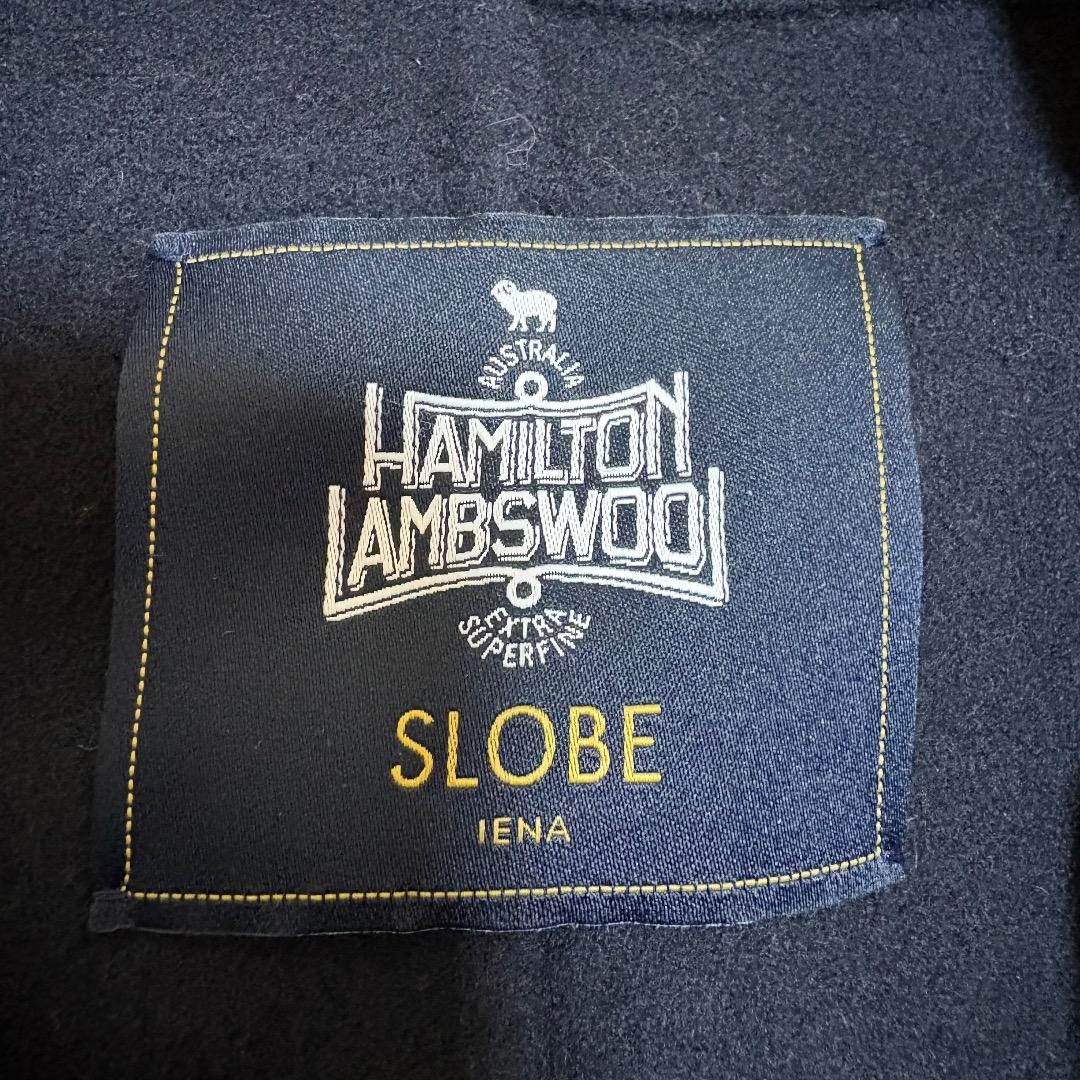 AUSTRALIA
HAMILTON
LAMBSWOOL
EXTRA
SUPERFINE
SLOBE
IENA